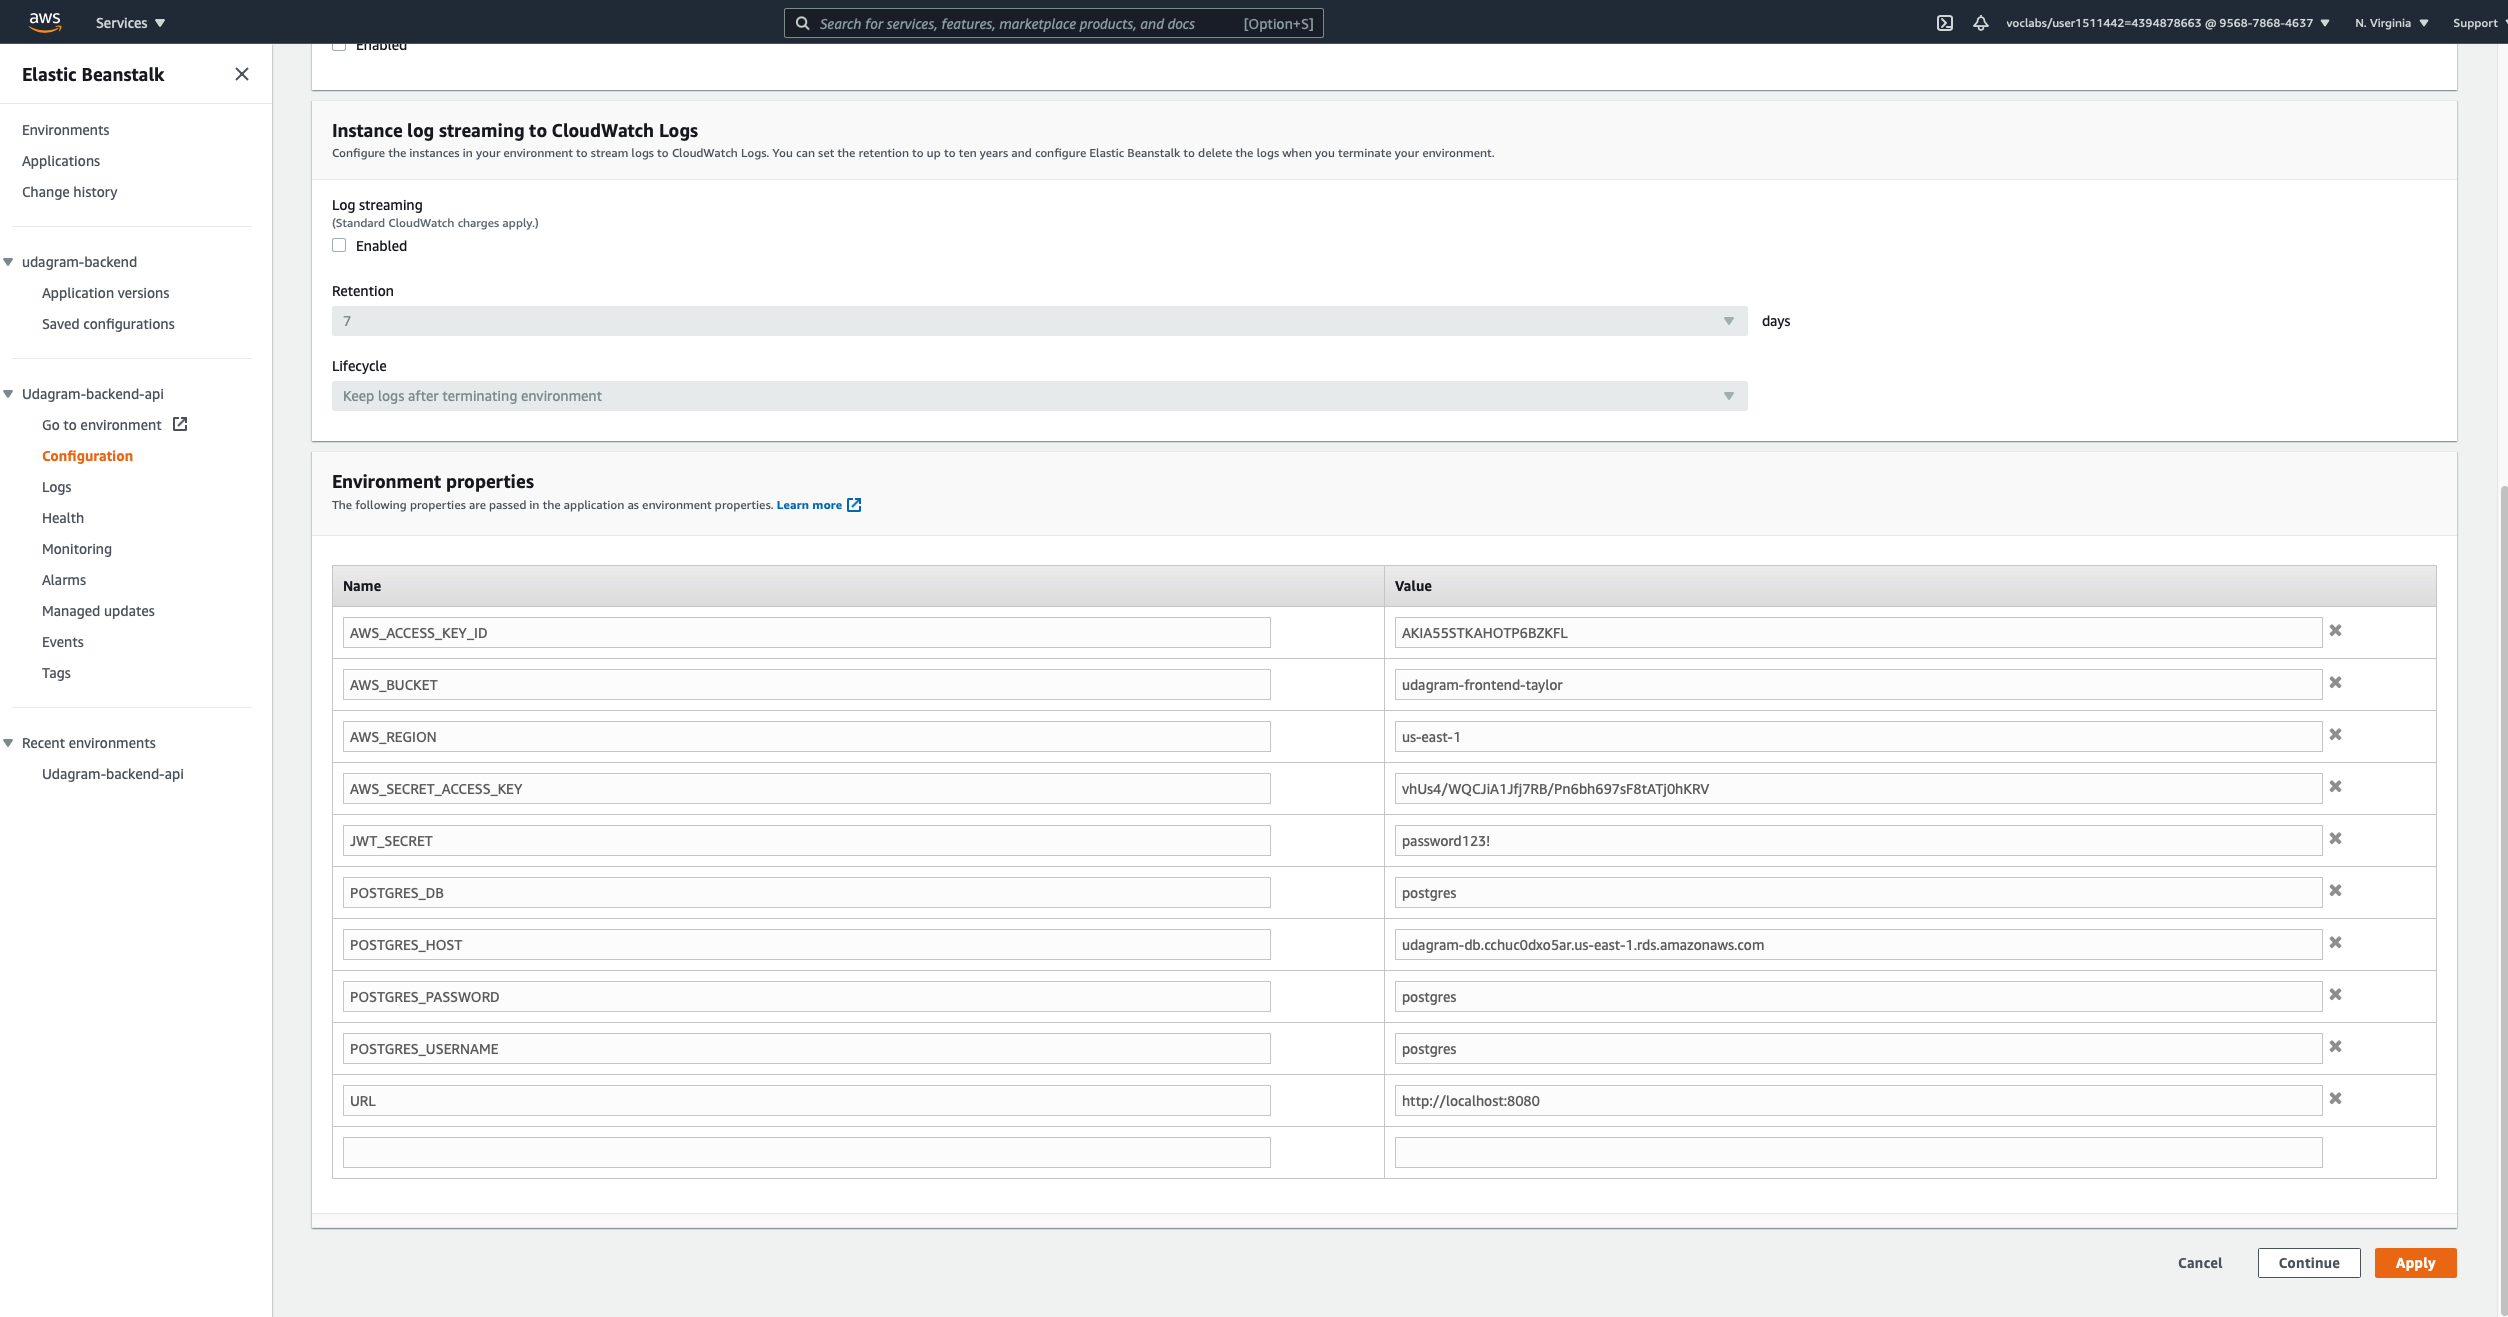 aws
Services
Search for services, features, marketplace products, and docs
[Option+S]
voclabs/user1511442=4394878663 @ 9568-7868-4637
N. Virginia
Support
Elastic Beanstalk
Environments
Applications
Change history
udagram-backend
Application versions
Saved configurations
Udagram-backend-api
Go to environment
Configuration
Logs
Health
Monitoring
Alarms
Managed updates
Events
Tags
Recent environments
Udagram-backend-api
Enabled
Instance log streaming to CloudWatch Logs
Configure the instances in your environment to stream logs to CloudWatch Logs. You can set the retention to up to ten years and configure Elastic Beanstalk to delete the logs when you terminate your environment.
Log streaming
(Standard CloudWatch charges apply.)
Enabled
Retention
7 days
Lifecycle
Keep logs after terminating environment
Environment properties
The following properties are passed in the application as environment properties. Learn more
Name Value
AWS_ACCESS_KEY_ID AKIA55STKAHOTP6BZKFL
AWS_BUCKET udagram-frontend-taylor
AWS_REGION us-east-1
AWS_SECRET_ACCESS_KEY vhUs4/WQCJiA1Jfj7RB/Pn6bh697sF8tATj0hKRV
JWT_SECRET password123!
POSTGRES_DB postgres
POSTGRES_HOST udagram-db.cchuc0dxo5ar.us-east-1.rds.amazonaws.com
POSTGRES_PASSWORD postgres
POSTGRES_USERNAME postgres
URL http://localhost:8080
Cancel
Continue
Apply